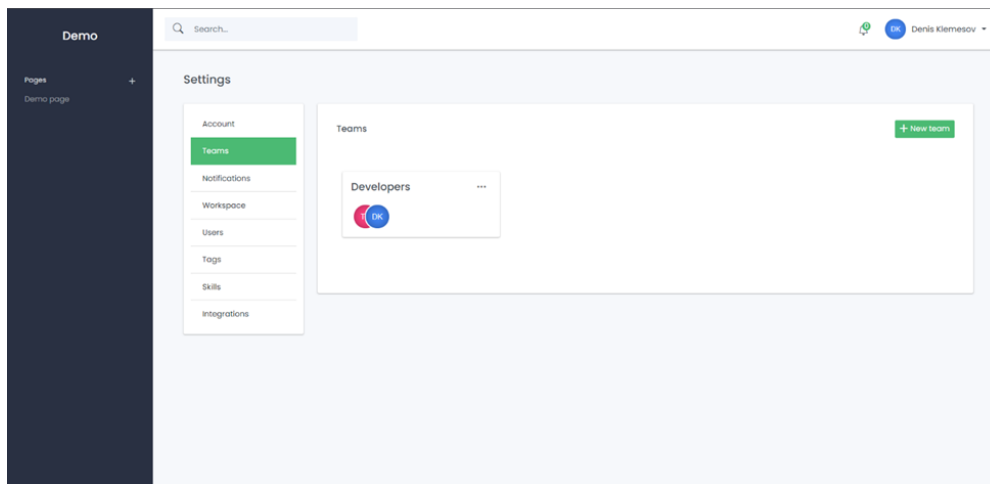 Demo
Pages +
Demo page
Search...
DK Denis Klemesov
Settings
Account
Teams
Notifications
Workspace
Users
Tags
Skills
Integrations
Teams
+ New team
Developers ...
T DK